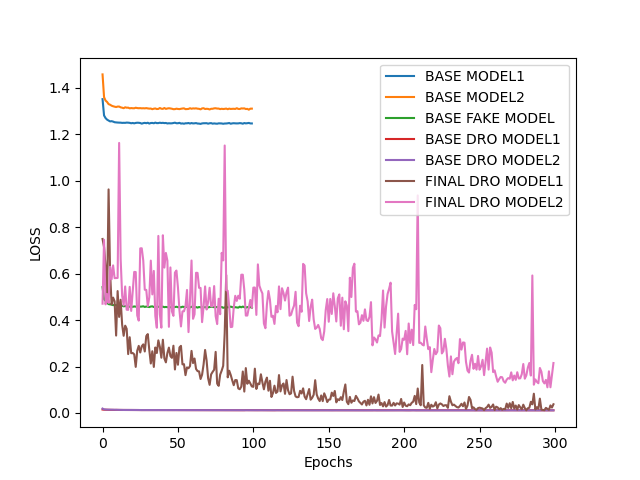 BASE MODEL1
BASE MODEL2
BASE FAKE MODEL
BASE DRO MODEL1
BASE DRO MODEL2
FINAL DRO MODEL1
FINAL DRO MODEL2
1.4
1.2
1.0
0.8
0.6
0.4
0.2
0.0
LOSS
0
50
100
150
200
250
300
Epochs